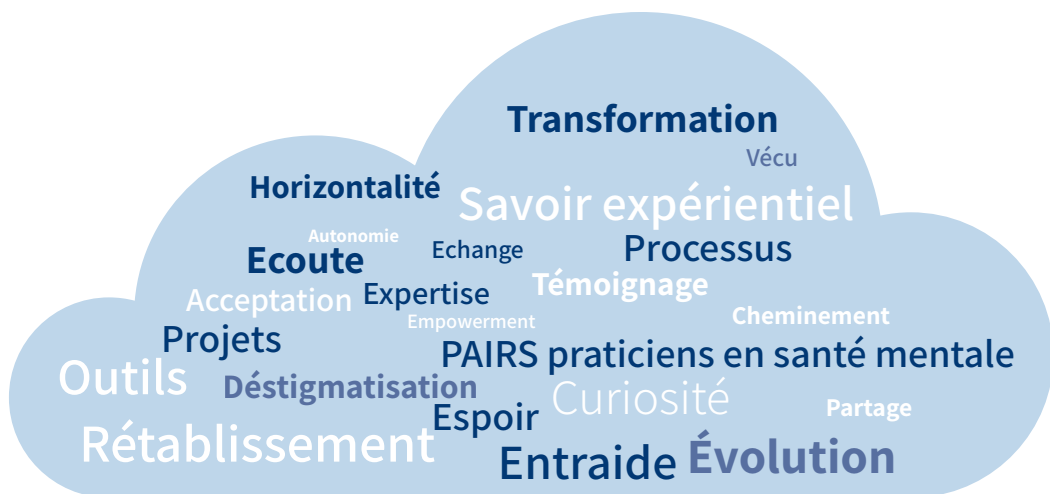 Transformation
Vécu
Horizontalité
Savoir expérientiel
Autonomie
Ecoute
Echange
Processus
Témoignage
Acceptation
Expertise
Empowerment
Cheminement
Projets
PAIRS praticiens en santé mentale
Outils
Déstigmatisation
Curiosité
Partage
Espoir
Rétablissement
Entraide
Évolution